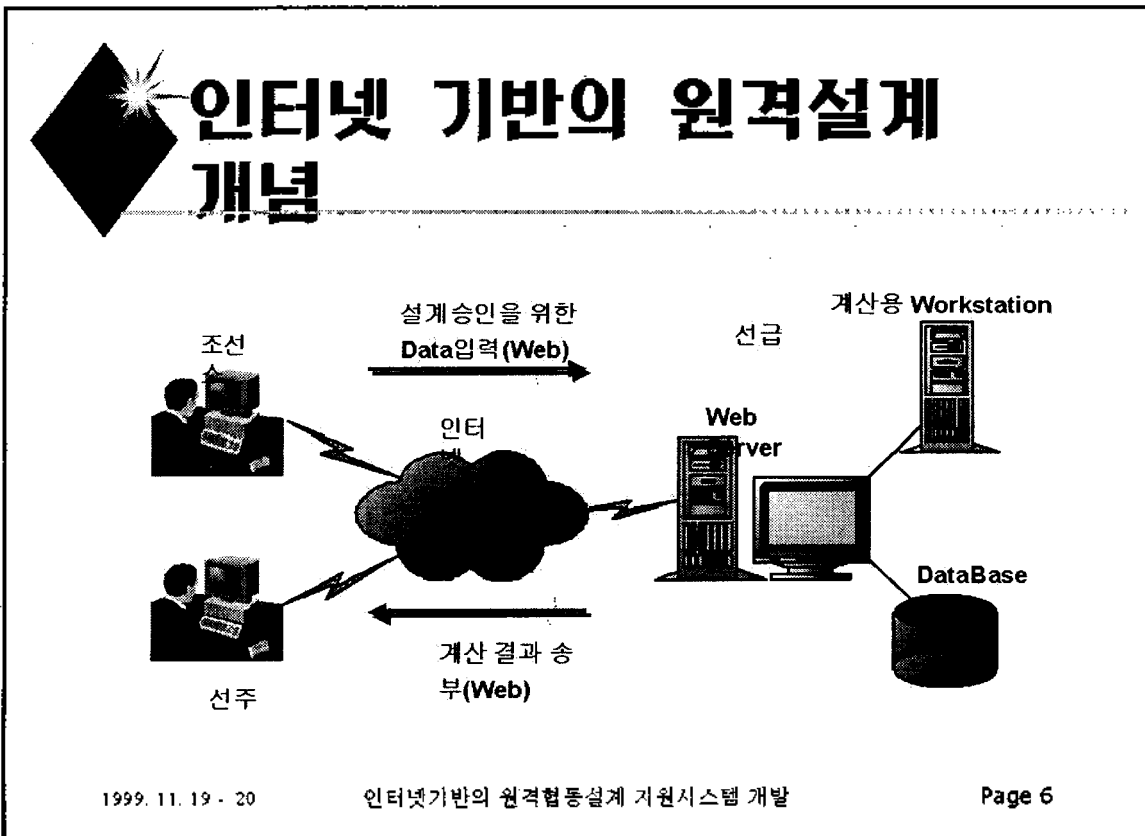 인터넷 기반의 원격설계
개념
설계승인을 위한
Data입력(Web)
조선
선급
계산용 Workstation
인터
Web
Server
DataBase
계산 결과 송
부(Web)
선주
1999. 11. 19 - 20
인터넷기반의 원격협동설계 지원시스템 개발
Page 6